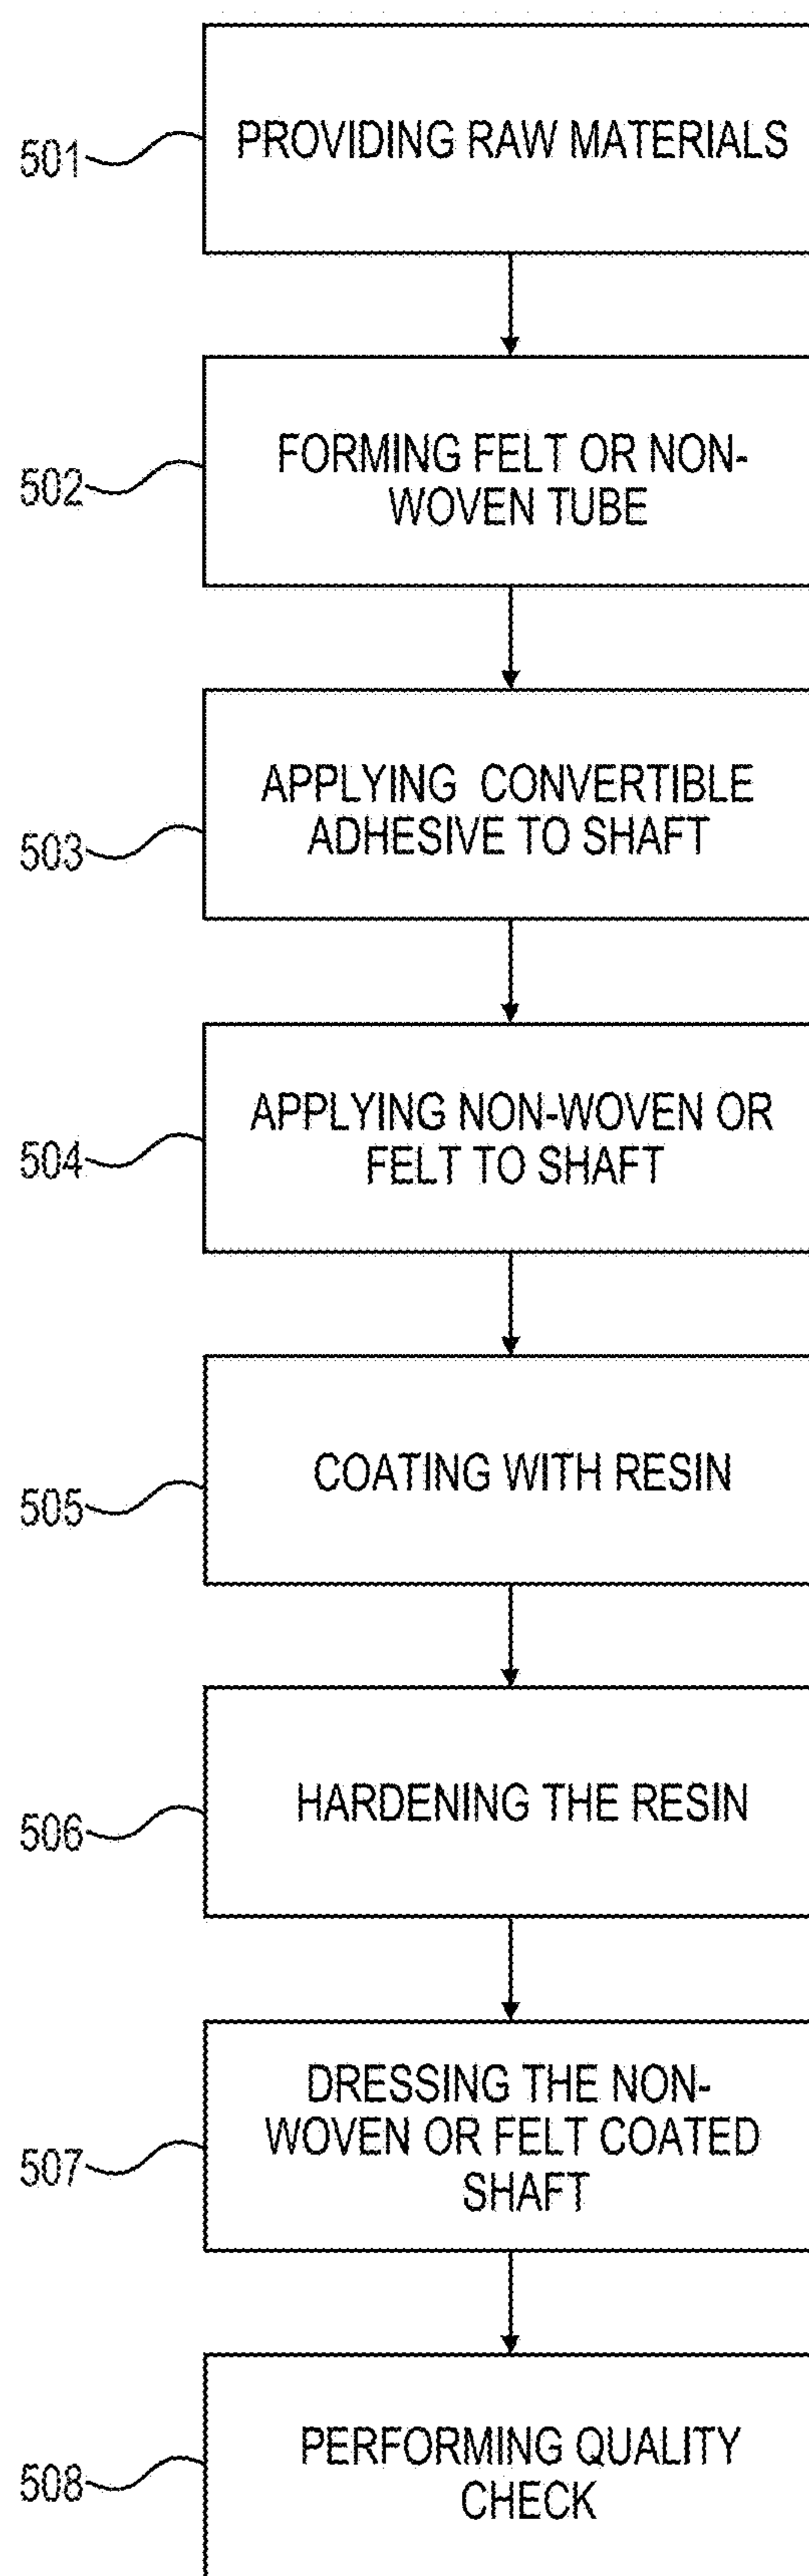 PROVIDING RAW MATERIALS
501
FORMING FELT OR NON-
WOVEN TUBE
502
APPLYING CONVERTIBLE
ADHESIVE TO SHAFT
503
APPLYING NON-WOVEN OR
FELT TO SHAFT
504
COATING WITH RESIN
505
HARDENING THE RESIN
506
DRESSING THE NON-
WOVEN OR FELT COATED
SHAFT
507
PERFORMING QUALITY
CHECK
508